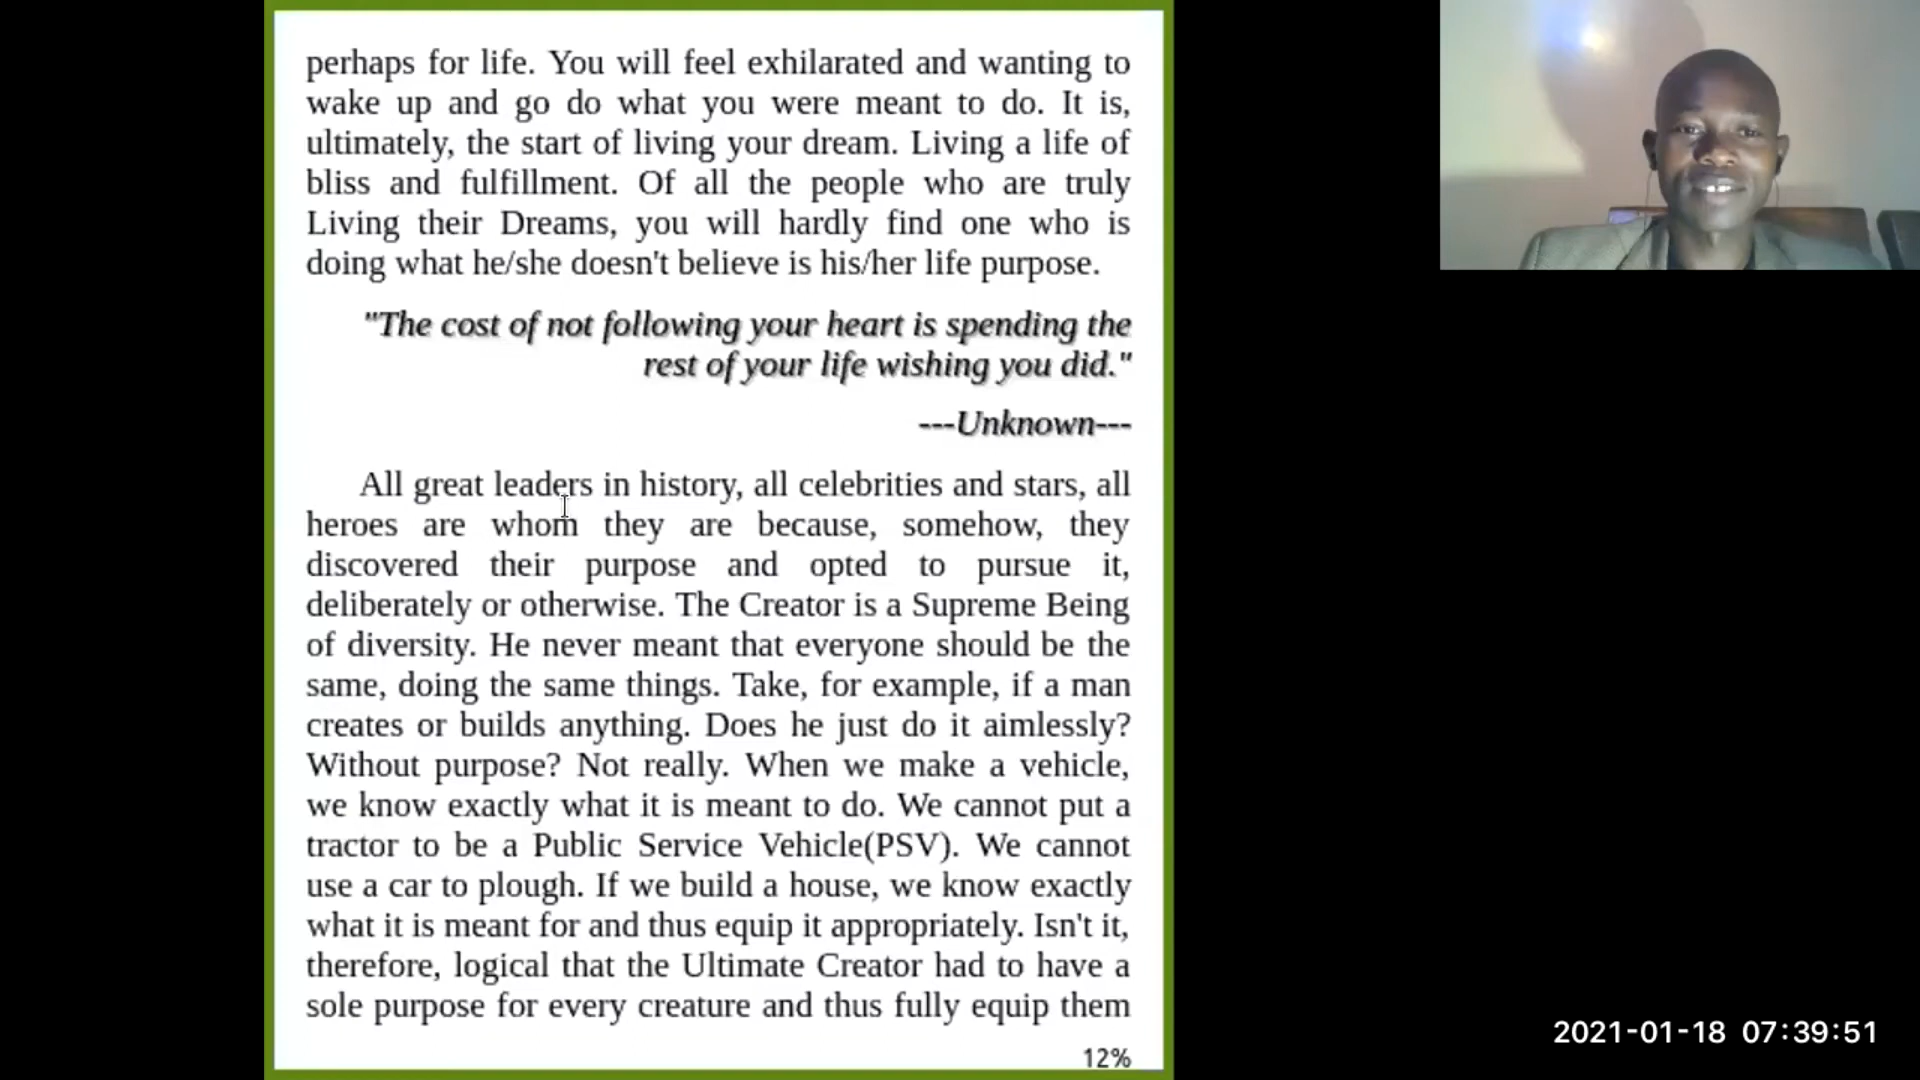 perhaps for life. You will feel exhilarated and wanting to
wake up and go do what you were meant to do. It is,
ultimately, the start of living your dream. Living a life of
bliss and fulfillment. Of all the people who are truly
Living their Dreams, you will hardly find one who is
doing what he/she doesn't believe is his/her life purpose.
"The cost of not following your heart is spending the
rest of your life wishing you did."
---Unknown---
All great leaders in history, all celebrities and stars, all
heroes are whom they are because, somehow, they
discovered their purpose and opted to pursue it,
deliberately or otherwise. The Creator is a Supreme Being
of diversity. He never meant that everyone should be the
same, doing the same things. Take, for example, if a man
creates or builds anything. Does he just do it aimlessly?
Without purpose? Not really. When we make a vehicle,
we know exactly what it is meant to do. We cannot put a
tractor to be a Public Service Vehicle(PSV). We cannot
use a car to plough. If we build a house, we know exactly
what it is meant for and thus equip it appropriately. Isn't it,
therefore, logical that the Ultimate Creator had to have a
sole purpose for every creature and thus fully equip them
12%
2021-01-18 07:39:51